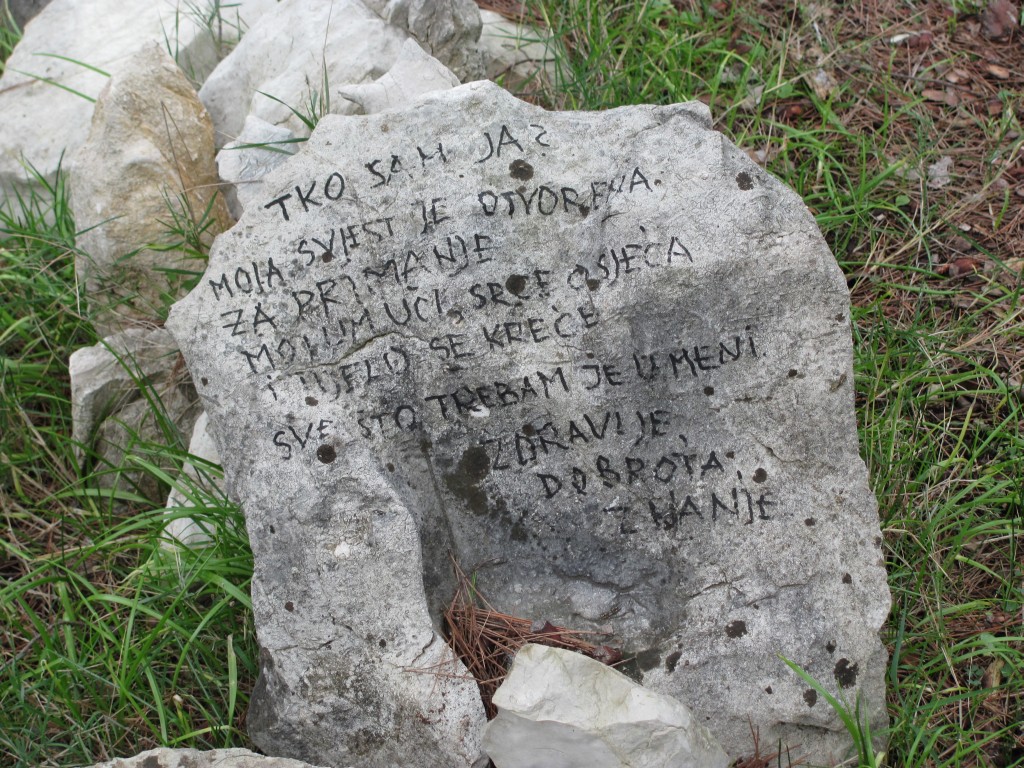 TKO SAM JA?
MOJA SVJEST JE OTVORENA.
ZA PRIMANJE
MOJ UM UČI, SRCE OSJEĆA
I TIJELO SE KREĆE
SVE ŠTO TREBAM JE U MENI.
ZDRAVLJE,
DOBROTA,
ZNANJE.